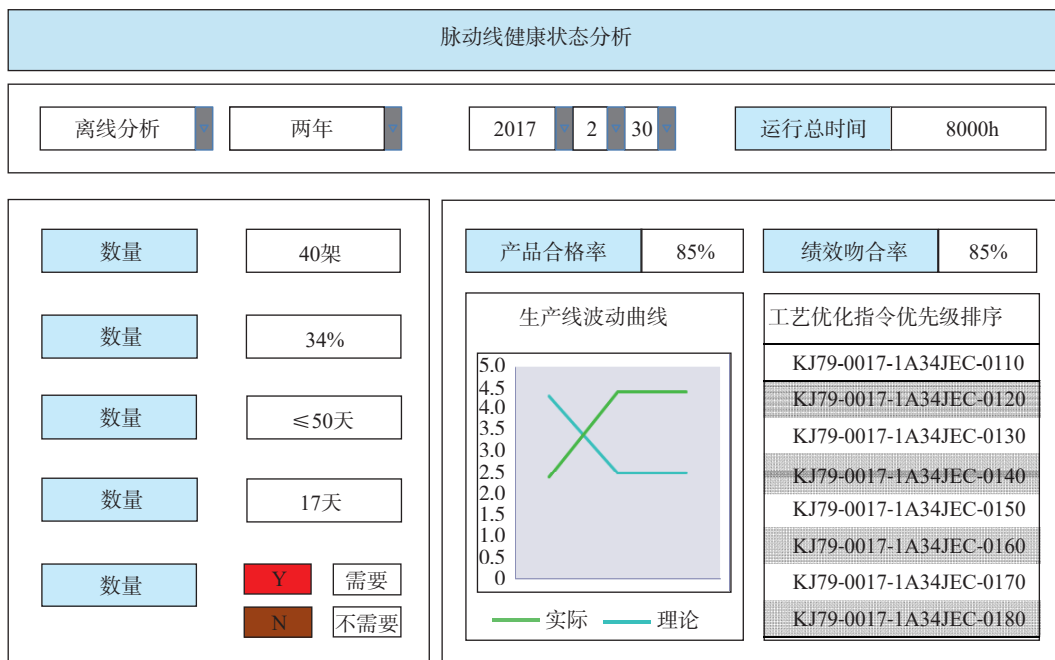 脉动线健康状态分析
离线分析 两年 2017 2 30 运行总时间 8000h
数量 40架
数量 34%
数量 ≤50天
数量 17天
数量 Y 需要
N 不需要
产品合格率 85% 绩效吻合率 85%
生产线波动曲线
5.0
4.5
4.0
3.5
3.0
2.5
2.0
1.5
1.0
0.5
0
实际 理论
工艺优化指令优先级排序
KJ79-0017-1A34JEC-0110
KJ79-0017-1A34JEC-0120
KJ79-0017-1A34JEC-0130
KJ79-0017-1A34JEC-0140
KJ79-0017-1A34JEC-0150
KJ79-0017-1A34JEC-0160
KJ79-0017-1A34JEC-0170
KJ79-0017-1A34JEC-0180